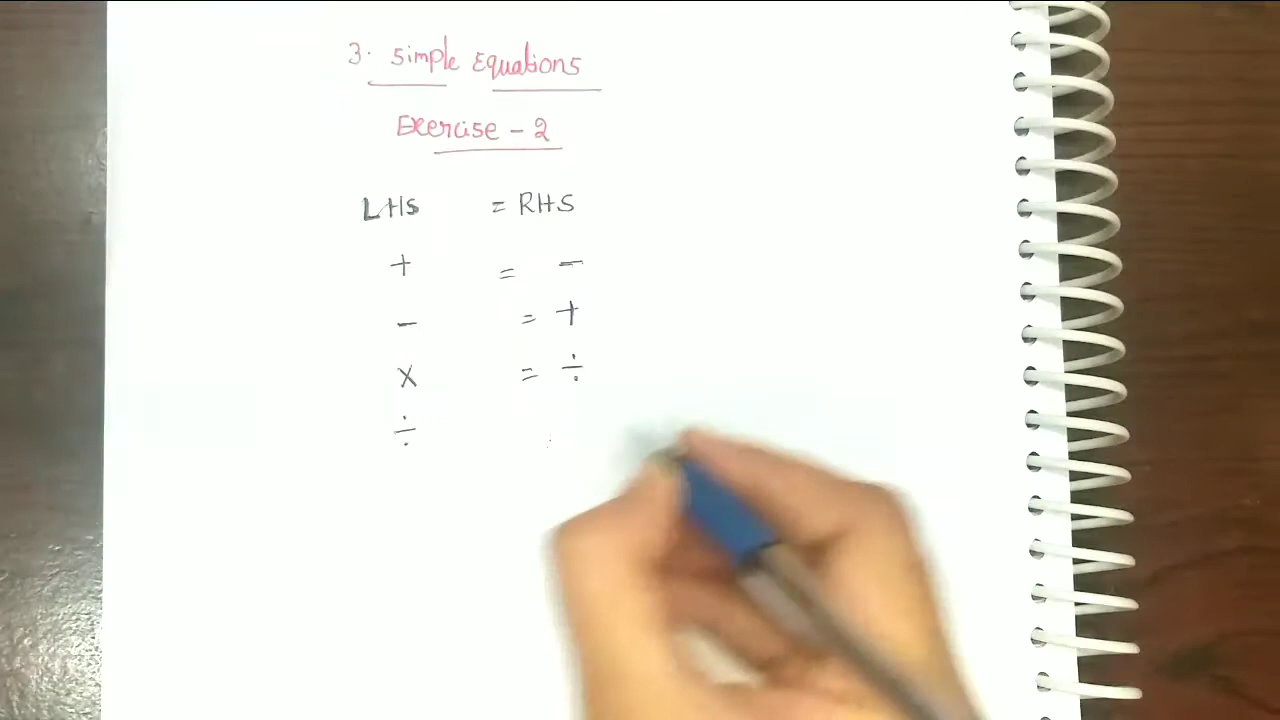 3. Simple Equations
Exercise - 2
LHS = RHS
+ = -
- = +
× = ÷
÷